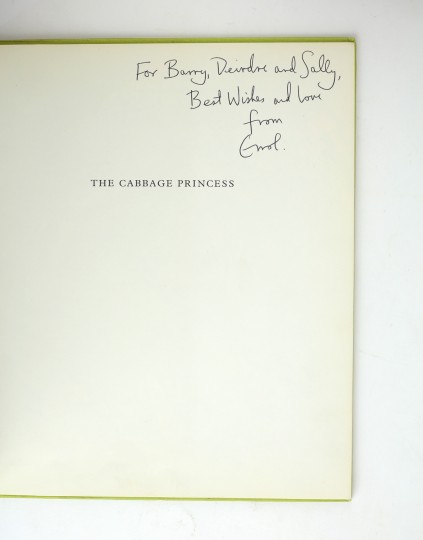 For Barry, Deirdre and Sally,
Best Wishes and love
from
Errol.
THE CABBAGE PRINCESS